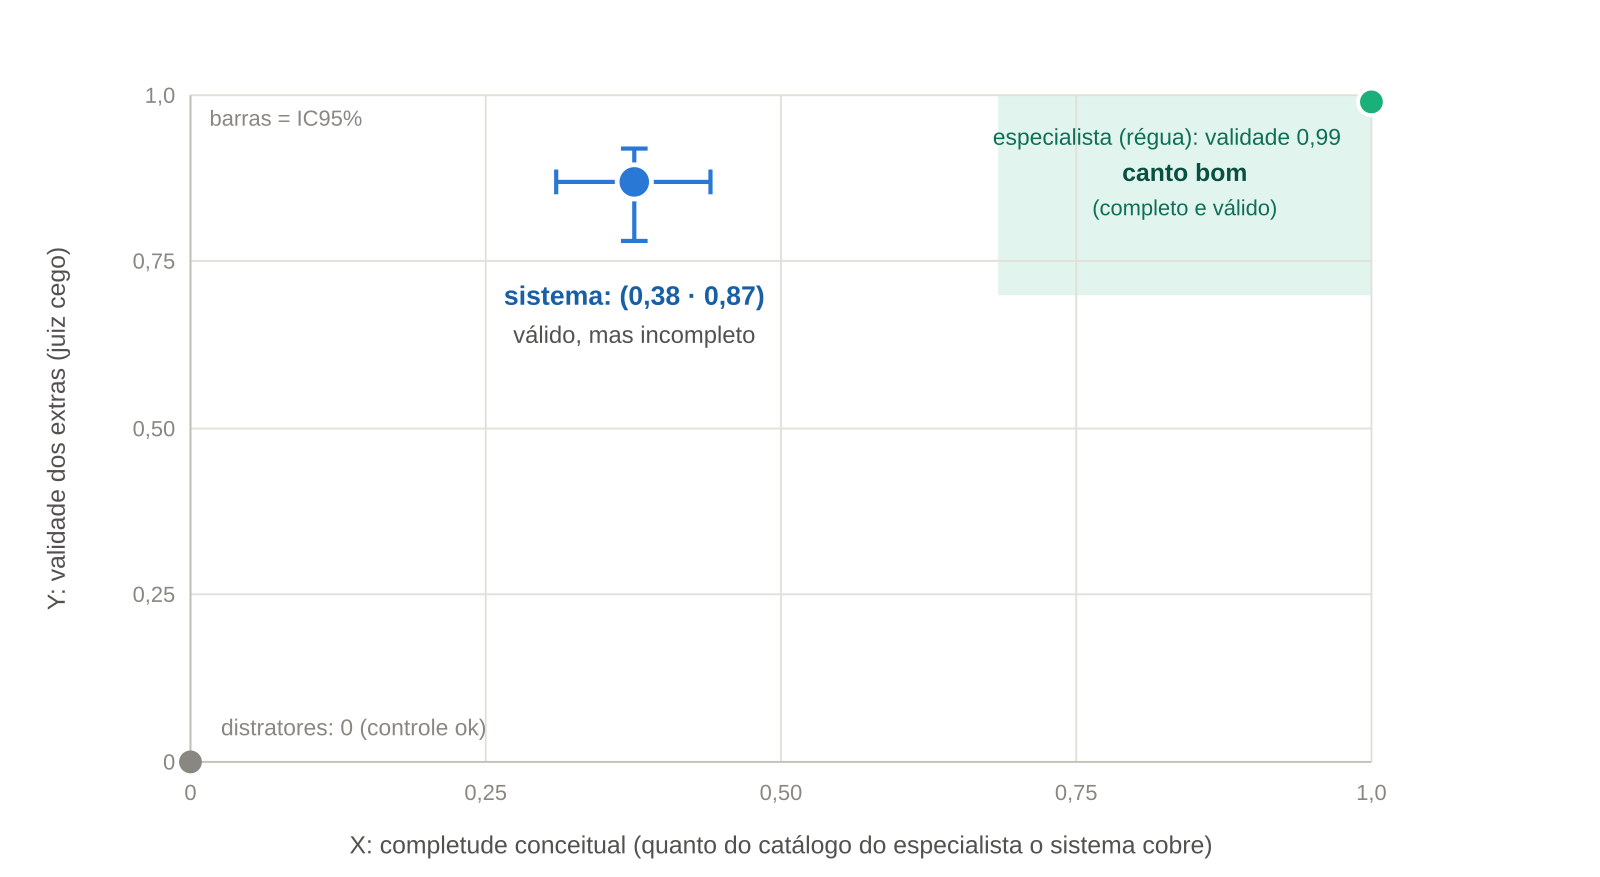 1,0
barras = IC95%
especialista (régua): validade 0,99
canto bom
(completo e válido)
0,75
sistema: (0,38 · 0,87)
válido, mas incompleto
0,50
0,25
distratores: 0 (controle ok)
0
0
0,25
0,50
0,75
1,0
X: completude conceitual (quanto do catálogo do especialista o sistema cobre)
Y: validade dos extras (juiz cego)